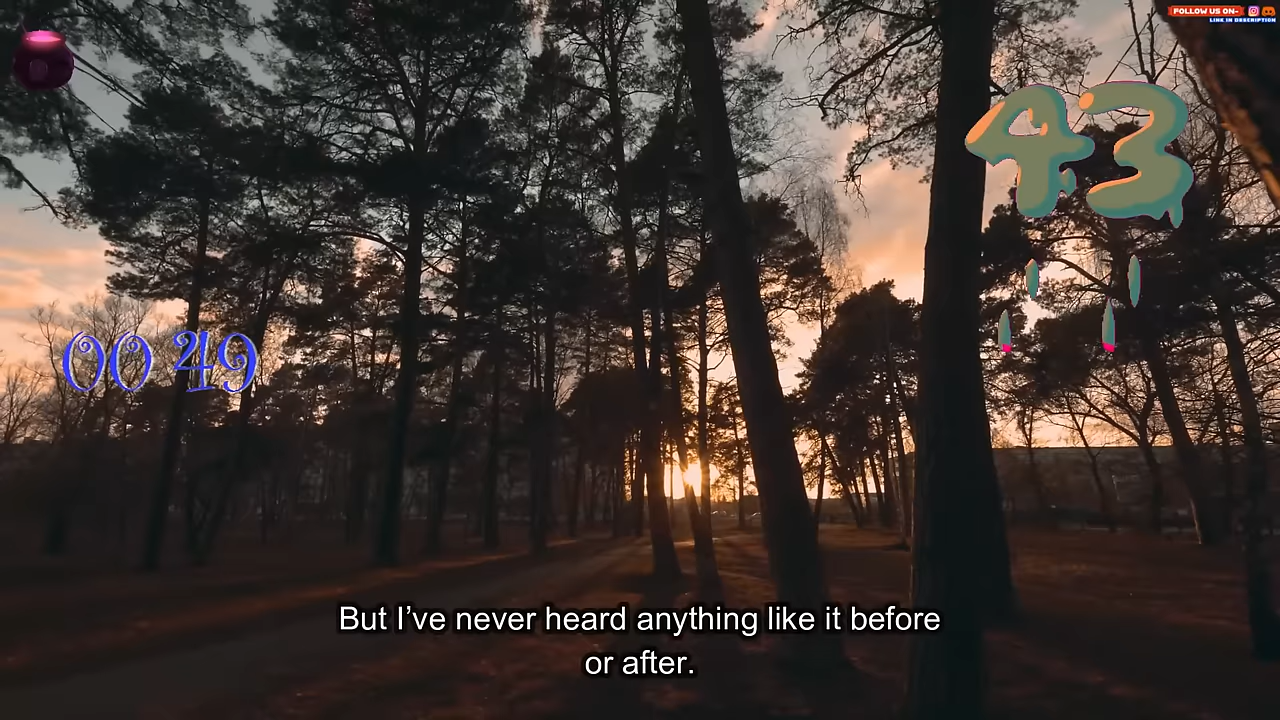 FOLLOW US ON-
LINK IN DESCRIPTION
43
00 49
But I've never heard anything like it before
or after.